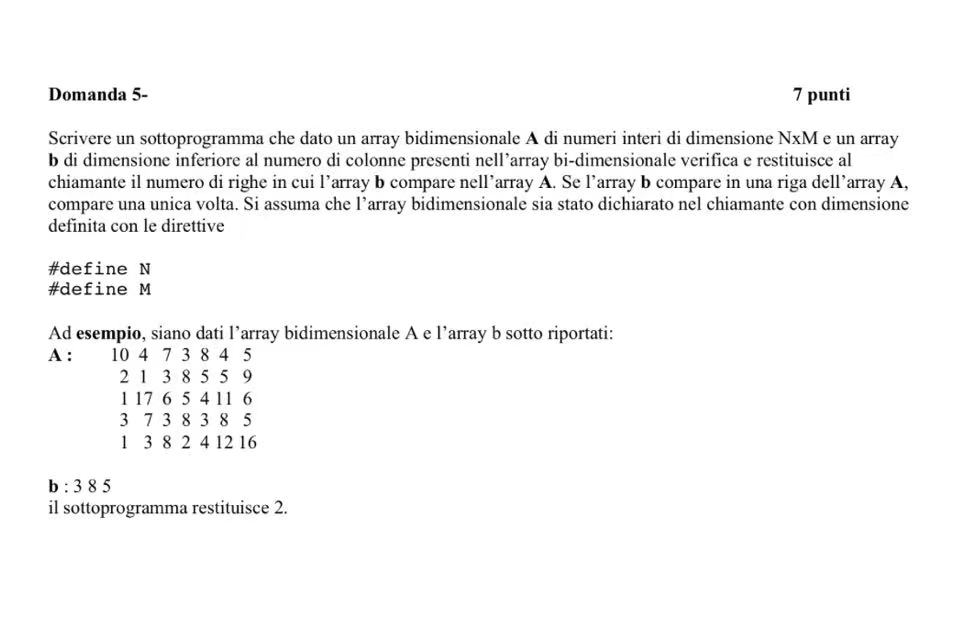 Domanda 5- 7 punti
Scrivere un sottoprogramma che dato un array bidimensionale A di numeri interi di dimensione NxM e un array
b di dimensione inferiore al numero di colonne presenti nell’array bi-dimensionale verifica e restituisce al
chiamante il numero di righe in cui l’array b compare nell’array A. Se l’array b compare in una riga dell’array A,
compare una unica volta. Si assuma che l’array bidimensionale sia stato dichiarato nel chiamante con dimensione
definita con le direttive
#define N
#define M
Ad esempio, siano dati l’array bidimensionale A e l’array b sotto riportati:
A : 10 4 7 3 8 4 5
2 1 3 8 5 5 9
1 17 6 5 4 11 6
3 7 3 8 3 8 5
1 3 8 2 4 12 16
b : 3 8 5
il sottoprogramma restituisce 2.